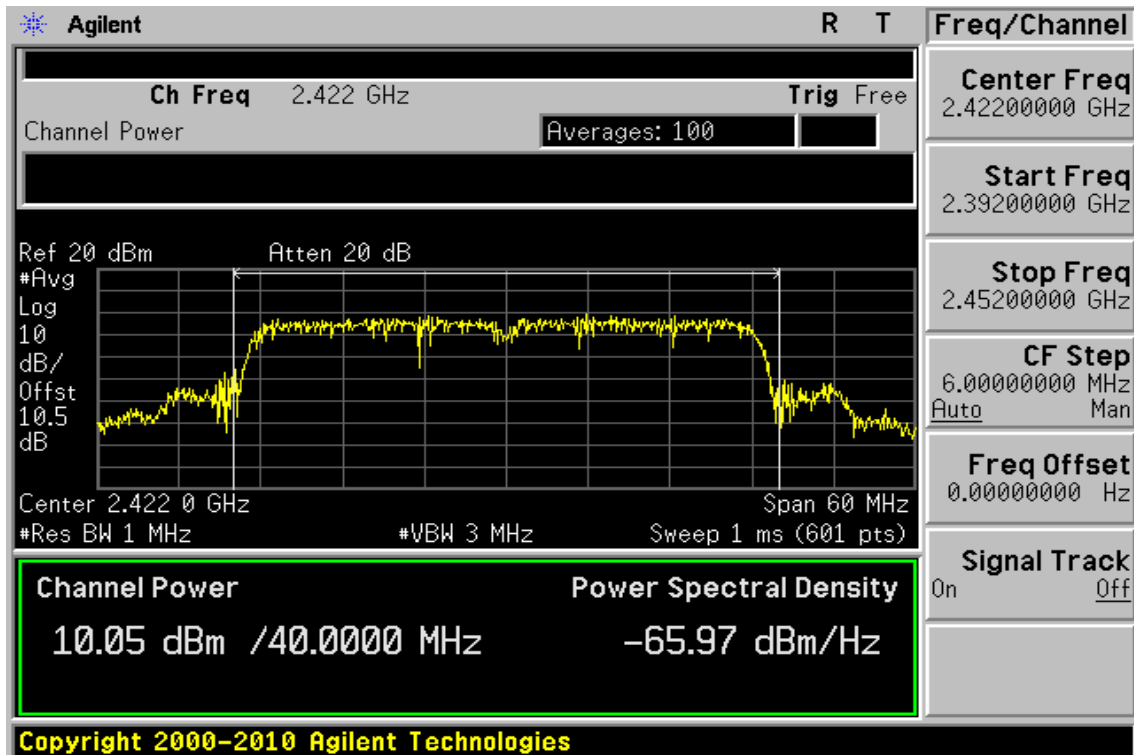 Agilent R T
Ch Freq 2.422 GHz Trig Free
Channel Power Averages: 100
Ref 20 dBm Atten 20 dB
#Avg
Log
10
dB/
Offst
10.5
dB
Center 2.422 0 GHz Span 60 MHz
#Res BW 1 MHz #VBW 3 MHz Sweep 1 ms (601 pts)
Channel Power Power Spectral Density
10.05 dBm /40.0000 MHz -65.97 dBm/Hz
Copyright 2000-2010 Agilent Technologies
Freq/Channel
Center Freq
2.42200000 GHz
Start Freq
2.39200000 GHz
Stop Freq
2.45200000 GHz
CF Step
6.00000000 MHz
Auto Man
Freq Offset
0.00000000 Hz
Signal Track
On Off